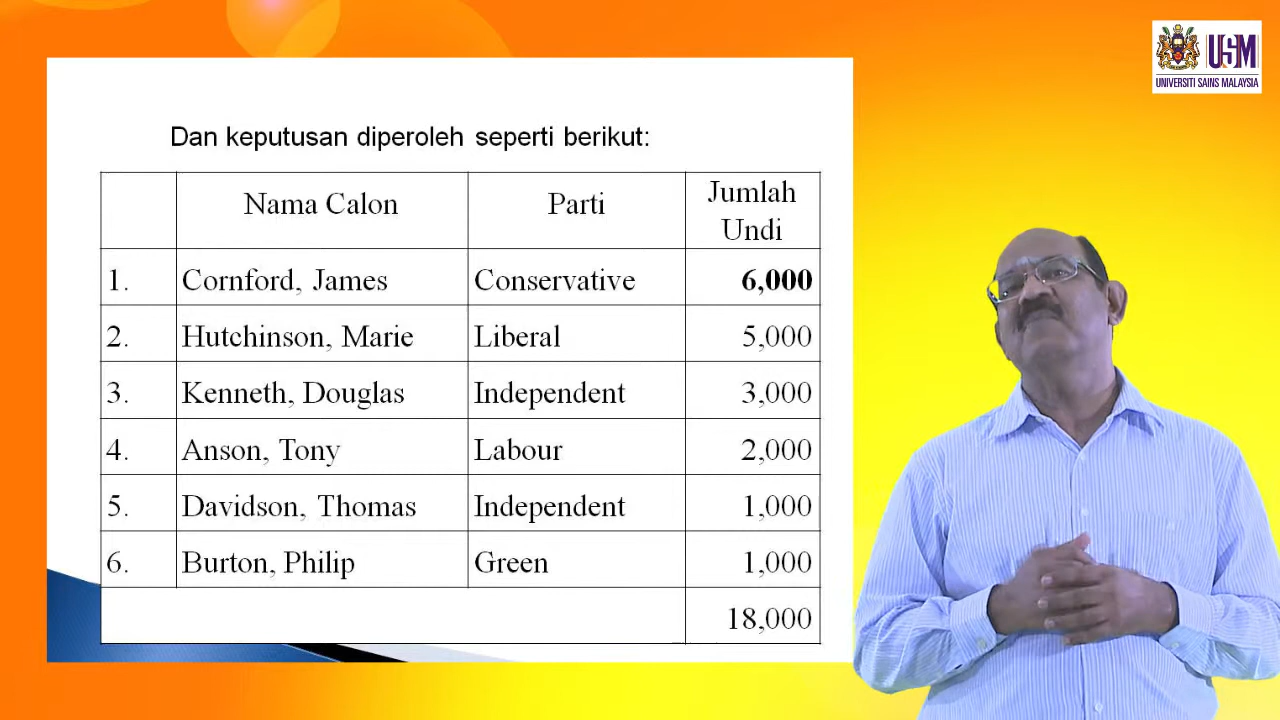 USM
UNIVERSITI SAINS MALAYSIA
Dan keputusan diperoleh seperti berikut:
Nama Calon Parti Jumlah Undi
1. Cornford, James Conservative 6,000
2. Hutchinson, Marie Liberal 5,000
3. Kenneth, Douglas Independent 3,000
4. Anson, Tony Labour 2,000
5. Davidson, Thomas Independent 1,000
6. Burton, Philip Green 1,000
18,000